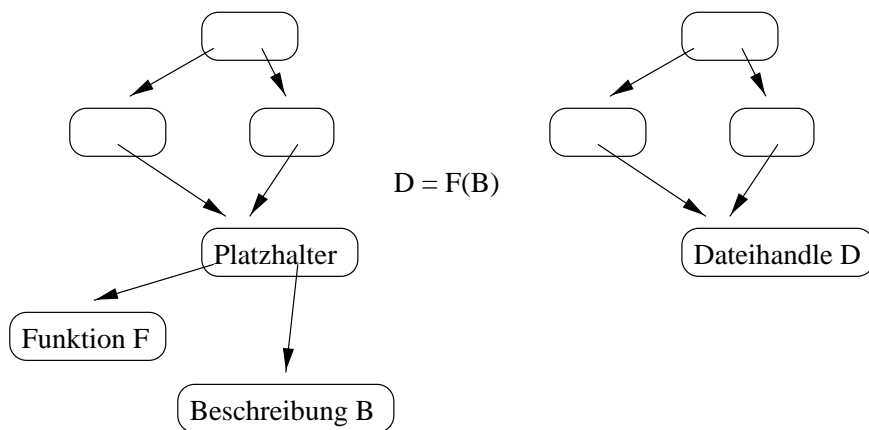 D = F(B)
Platzhalter
Dateihandle D
Funktion F
Beschreibung B